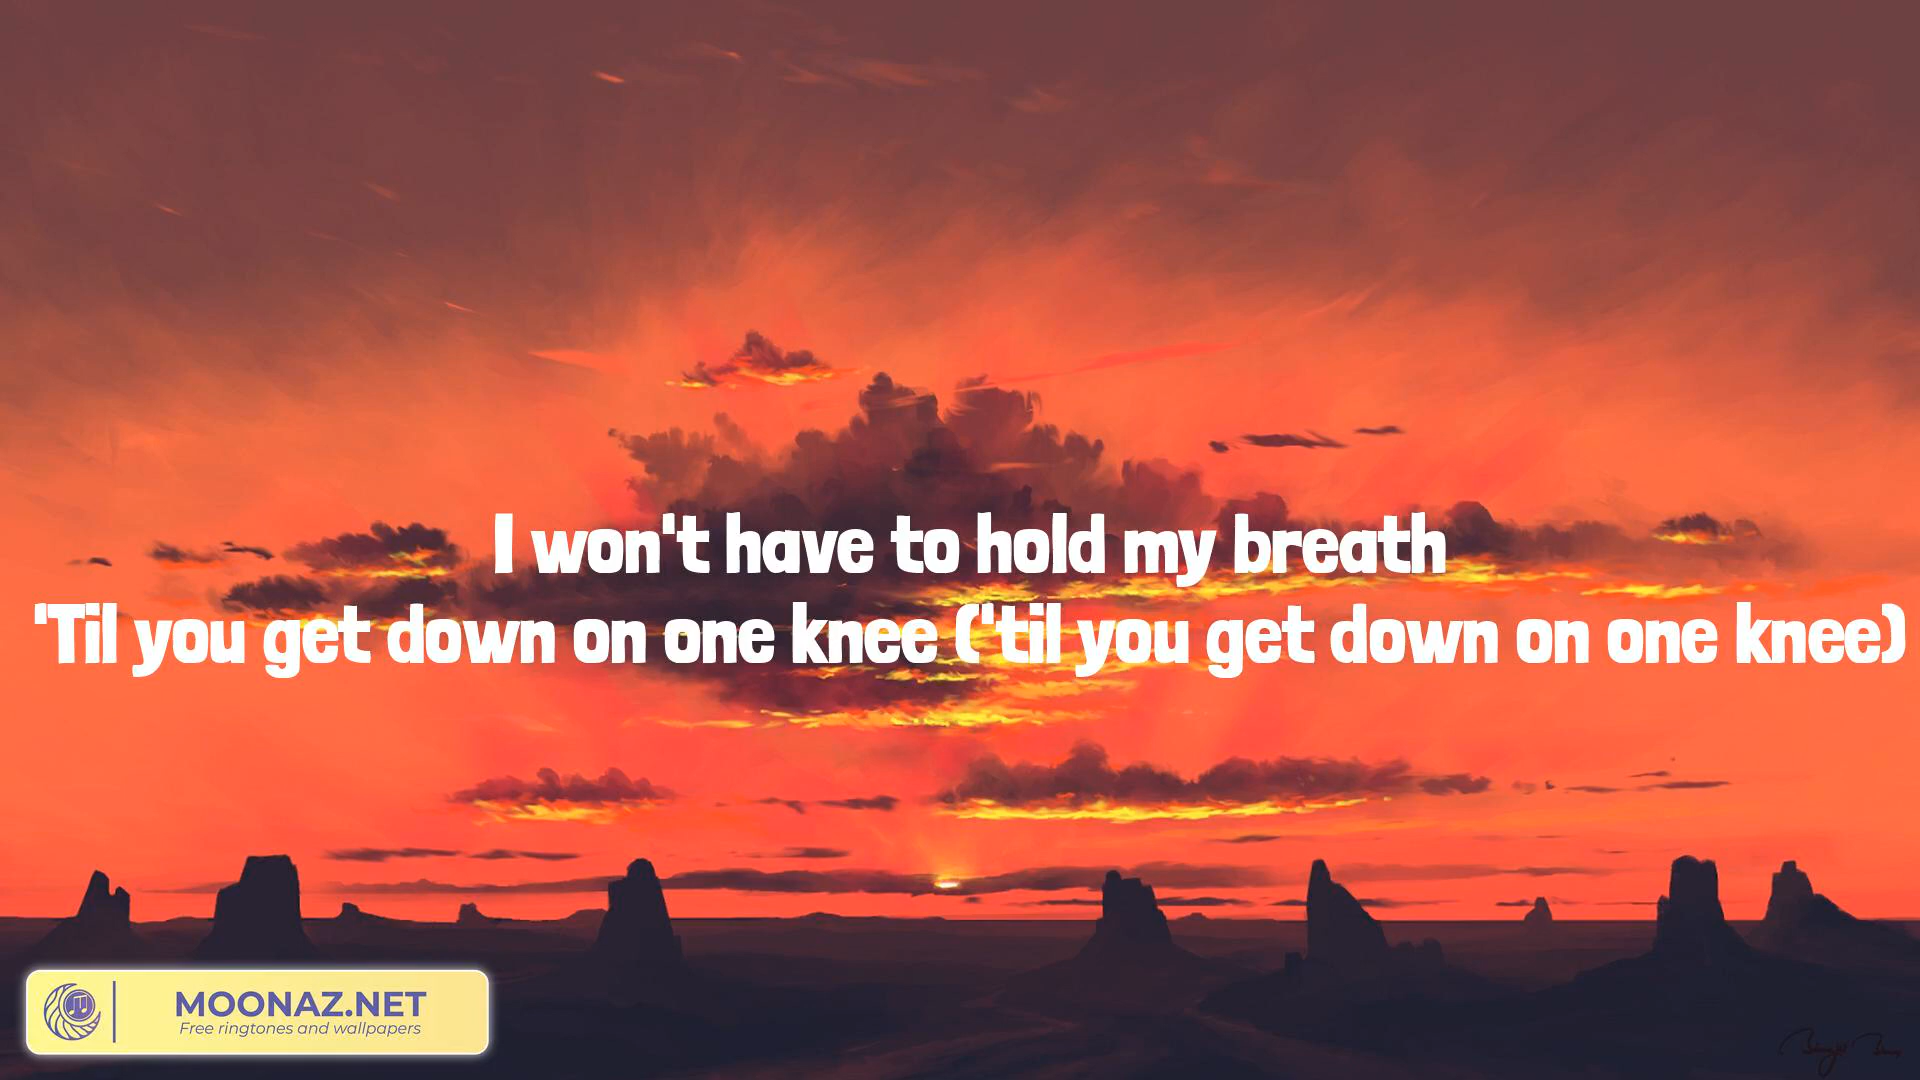 I won't have to hold my breath
'Til you get down on one knee ('til you get down on one knee)
MOONAZ.NET
Free ringtones and wallpapers